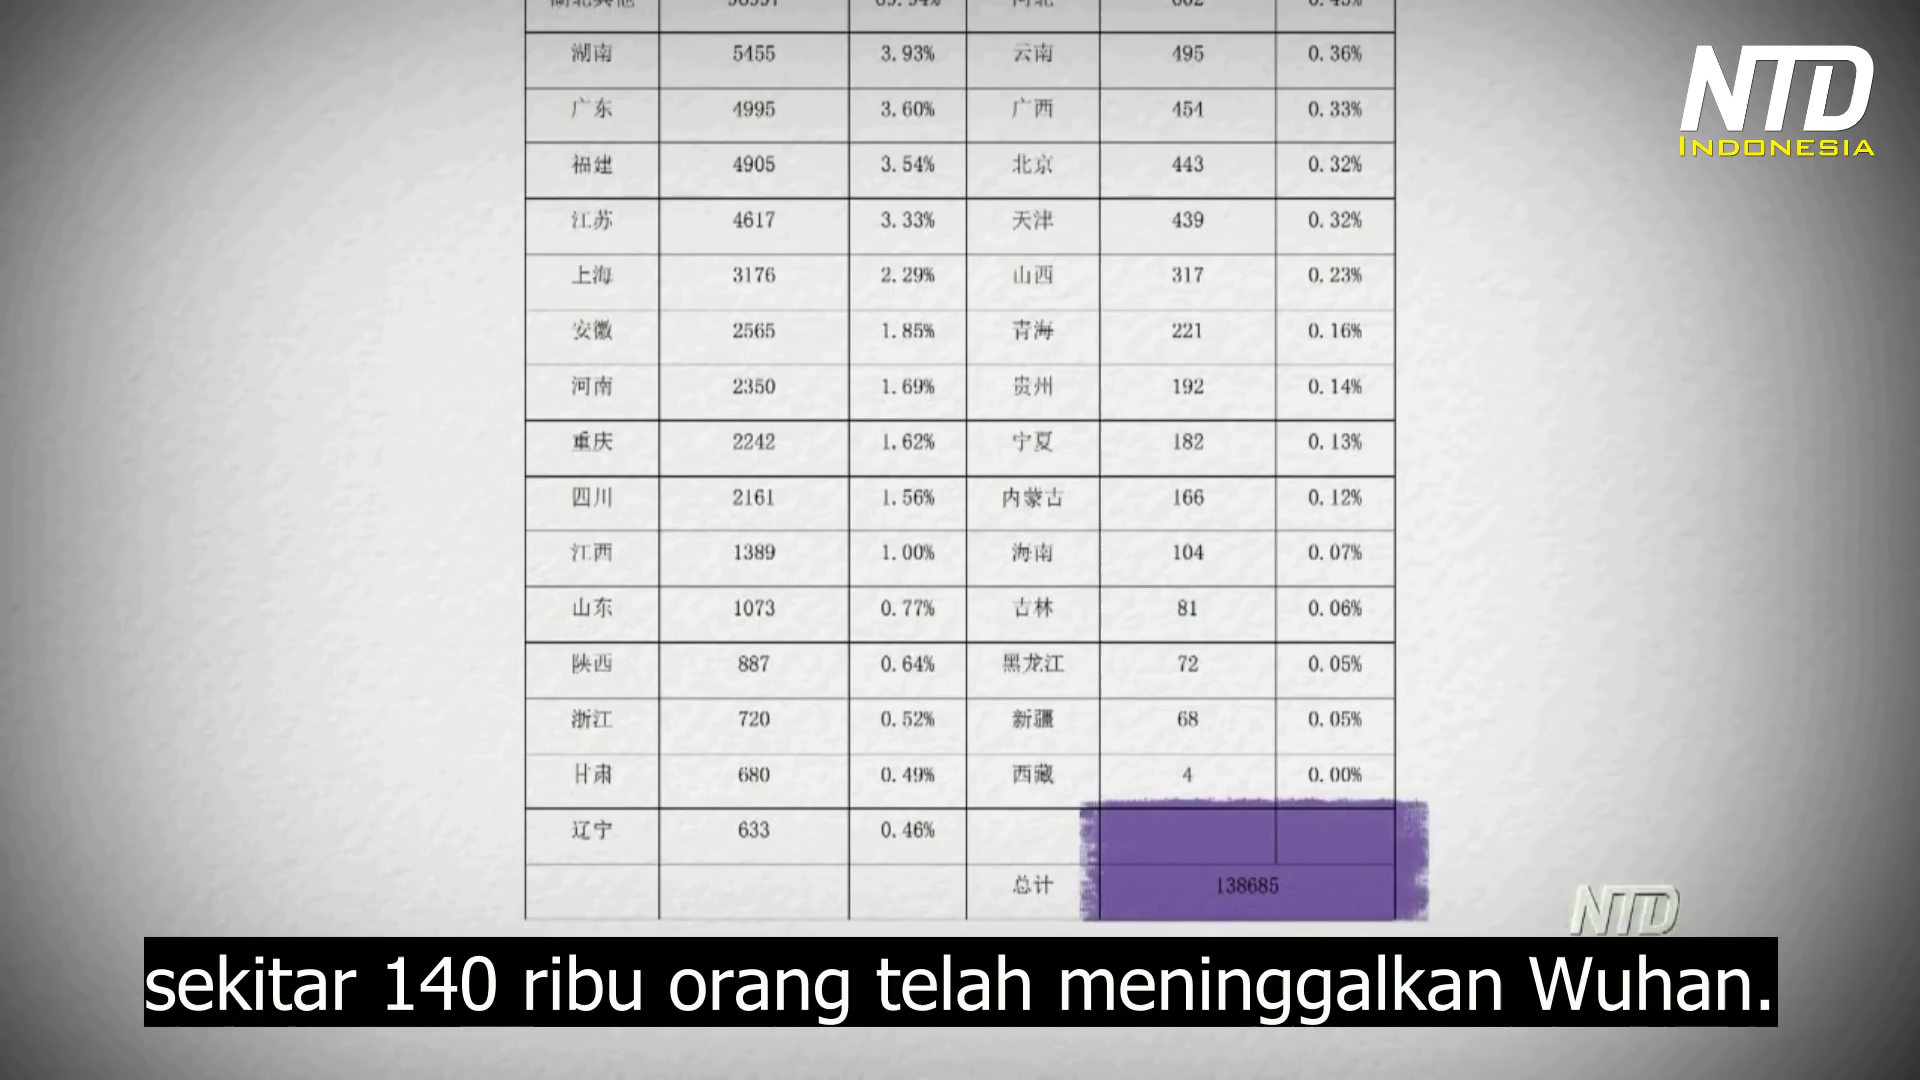 湖南 5455 3.93% 云南 495 0.36%
广东 4995 3.60% 广西 454 0.33%
福建 4905 3.54% 北京 443 0.32%
江苏 4617 3.33% 天津 439 0.32%
上海 3176 2.29% 山西 317 0.23%
安徽 2565 1.85% 青海 221 0.16%
河南 2350 1.69% 贵州 192 0.14%
重庆 2242 1.62% 宁夏 182 0.13%
四川 2161 1.56% 内蒙古 166 0.12%
江西 1389 1.00% 海南 104 0.07%
山东 1073 0.77% 吉林 81 0.06%
陕西 887 0.64% 黑龙江 72 0.05%
浙江 720 0.52% 新疆 68 0.05%
甘肃 680 0.49% 西藏 4 0.00%
辽宁 633 0.46%
总计 138685
NTD
INDONESIA
NTD
sekitar 140 ribu orang telah meninggalkan Wuhan.